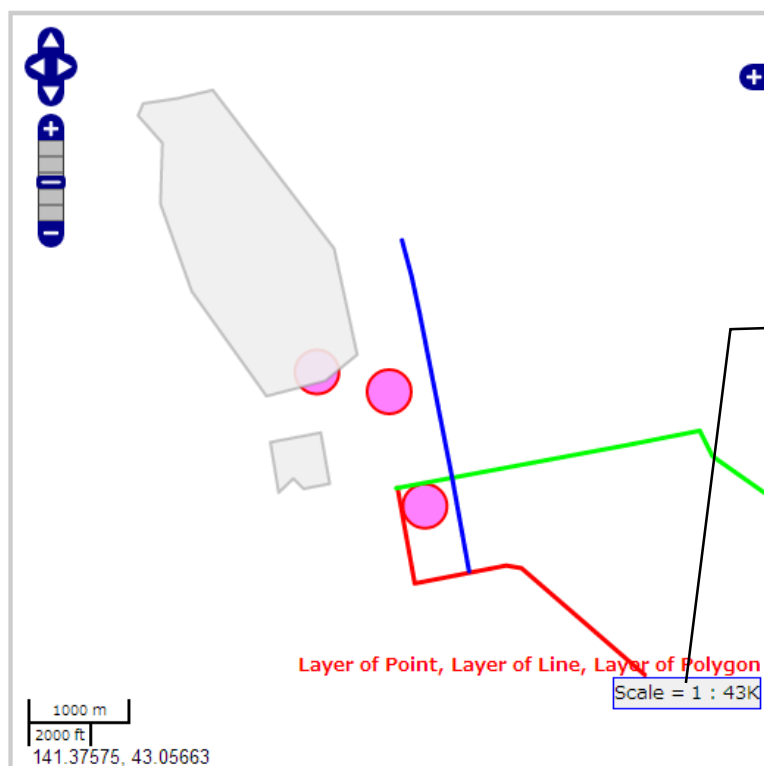 Layer of Point, Layer of Line, Layer of Polygon
Scale = 1 : 43K
1000 m
2000 ft
141.37575, 43.05663